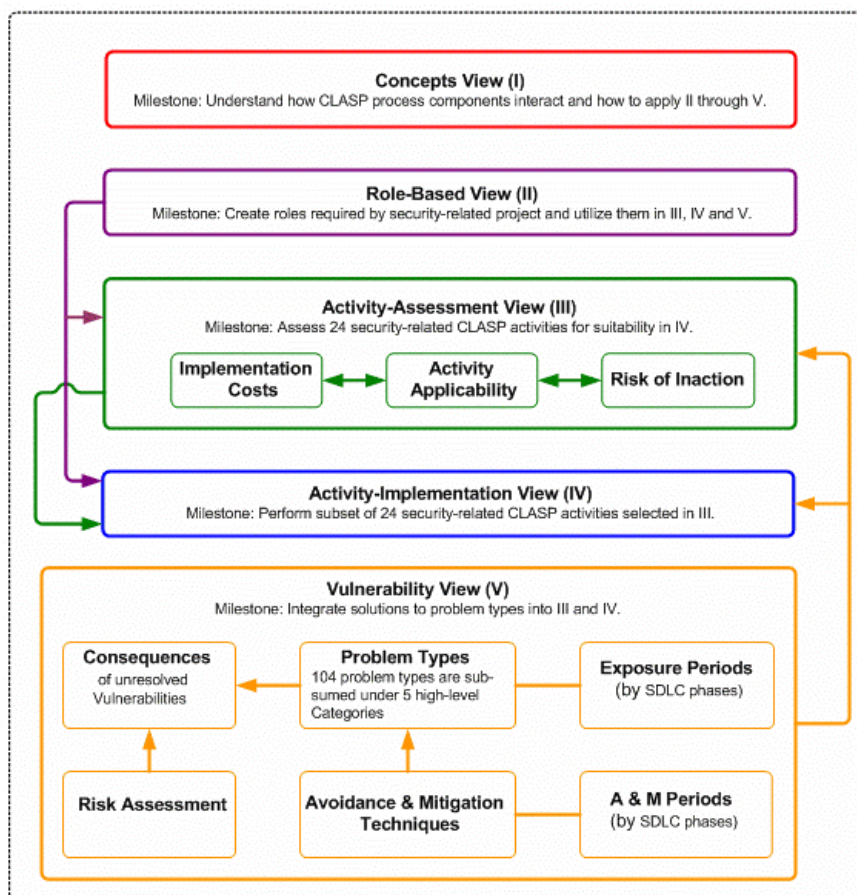 Concepts View (I)
Milestone: Understand how CLASP process components interact and how to apply II through V.
Role-Based View (II)
Milestone: Create roles required by security-related project and utilize them in III, IV and V.
Activity-Assessment View (III)
Milestone: Assess 24 security-related CLASP activities for suitability in IV.
Implementation
Costs
Activity
Applicability
Risk of Inaction
Activity-Implementation View (IV)
Milestone: Perform subset of 24 security-related CLASP activities selected in III.
Vulnerability View (V)
Milestone: Integrate solutions to problem types into III and IV.
Consequences
of unresolved
Vulnerabilities
Problem Types
104 problem types are sub-
sumed under 5 high-level
Categories
Exposure Periods
(by SDLC phases)
Risk Assessment
Avoidance & Mitigation
Techniques
A & M Periods
(by SDLC phases)